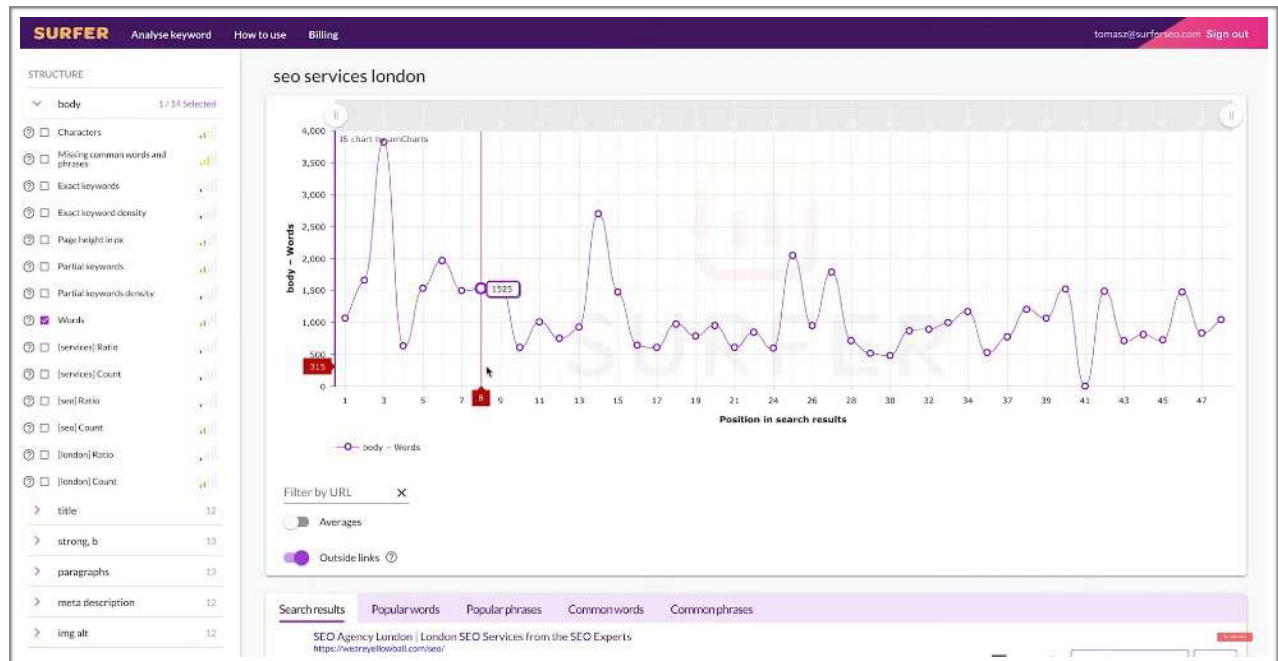 SURFER Analyse keyword How to use Billing tomasz@surferseo.com Sign out
STRUCTURE
body 1 / 14 Selected
Characters
Missing common words and
phrases
Exact keywords
Exact keyword density
Page height in px
Partial keywords
Partial keywords density
Words
[services] Ratio
[services] Count
[seo] Ratio
[seo] Count
[london] Ratio
[london] Count
title 12
strong, b 13
paragraphs 13
meta description 12
img alt 12
seo services london
JS chart by amCharts
4,000
3,500
3,000
2,500
2,000
1,500
1,000
500
0
body - Words
1525
315
SURFER
1 3 5 7 8 9 11 13 15 17 19 21 24 26 28 30 32 34 37 39 41 43 45 47
Position in search results
body - Words
Filter by URL
Averages
Outside links
Search results Popular words Popular phrases Common words Common phrases
SEO Agency London | London SEO Services from the SEO Experts
https://weareyellowball.com/seo/